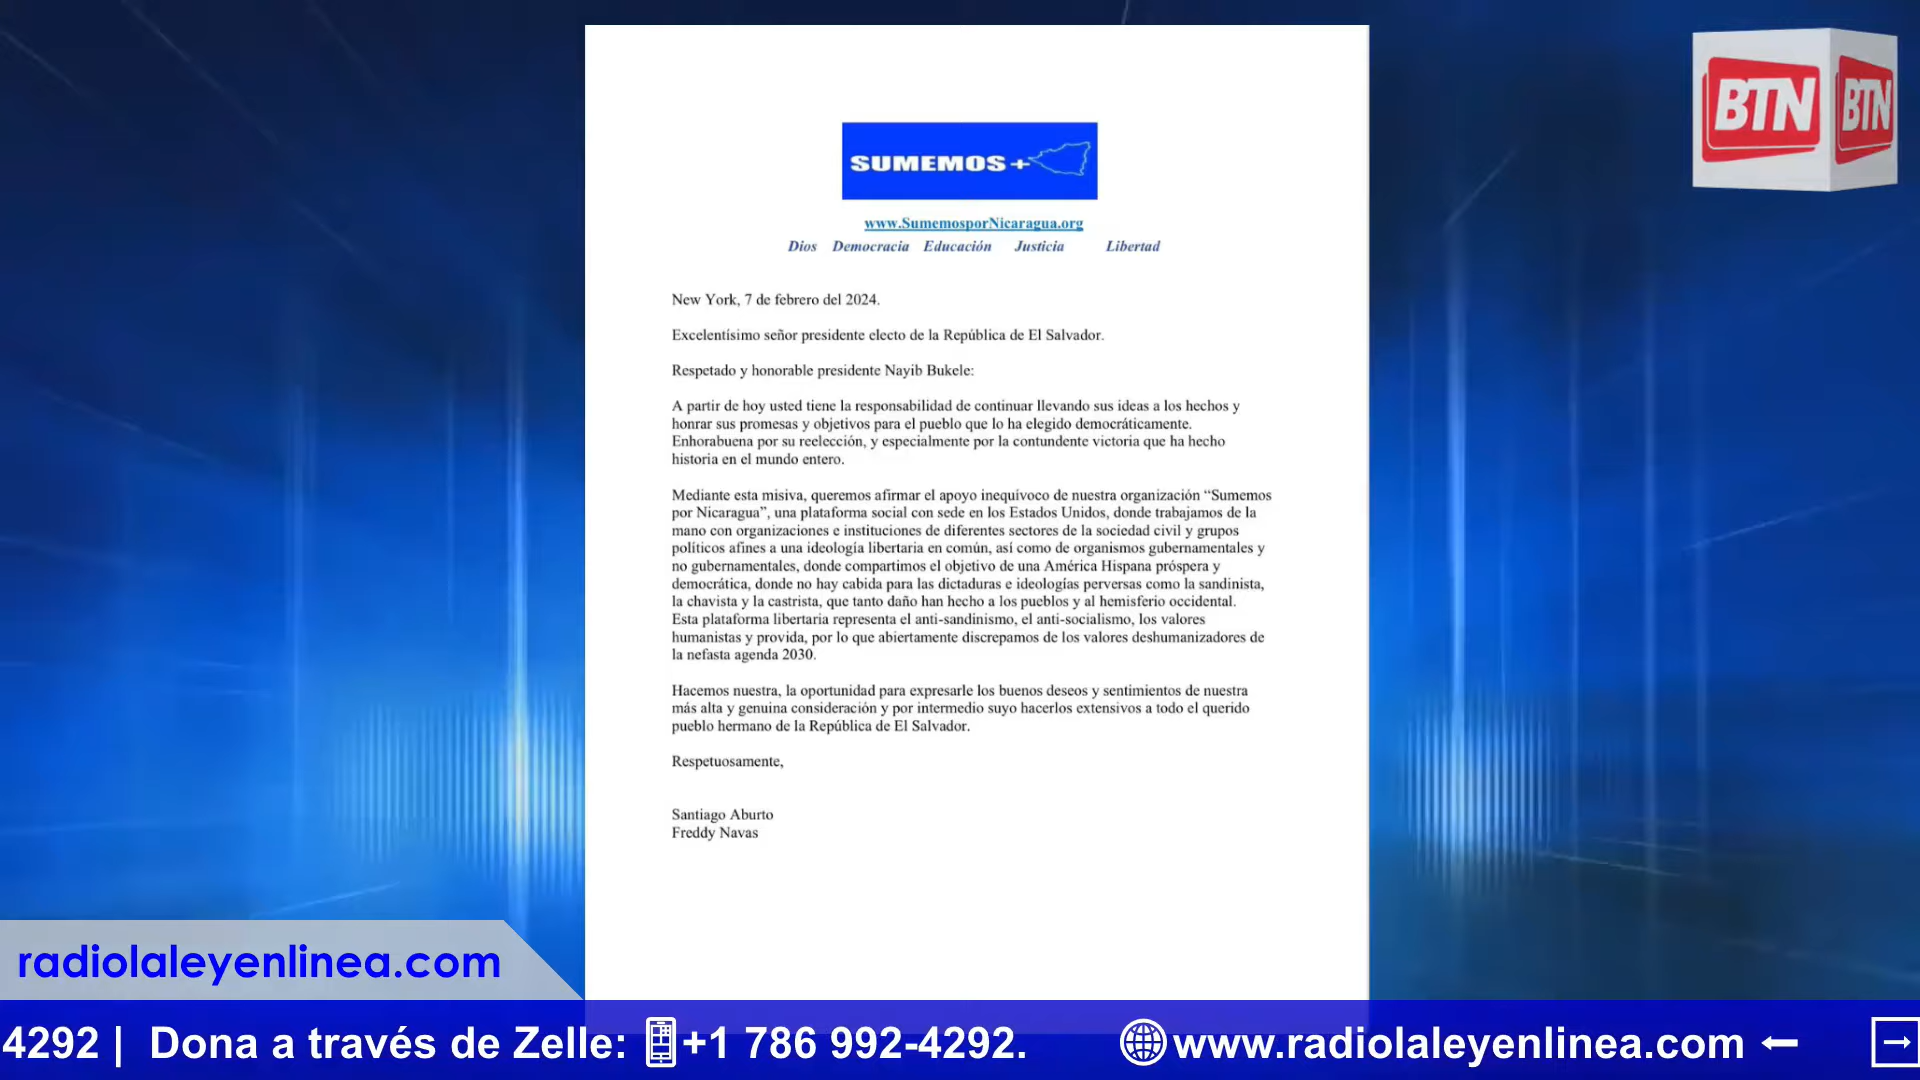 BTN BTN
SUMEMOS +
www.SumemosporNicaragua.org
Dios Democracia Educación Justicia Libertad
New York, 7 de febrero del 2024.
Excelentísimo señor presidente electo de la República de El Salvador.
Respetado y honorable presidente Nayib Bukele:
A partir de hoy usted tiene la responsabilidad de continuar llevando sus ideas a los hechos y
honrar sus promesas y objetivos para el pueblo que lo ha elegido democráticamente.
Enhorabuena por su reelección, y especialmente por la contundente victoria que ha hecho
historia en el mundo entero.
Mediante esta misiva, queremos afirmar el apoyo inequívoco de nuestra organización “Sumemos
por Nicaragua”, una plataforma social con sede en los Estados Unidos, donde trabajamos de la
mano con organizaciones e instituciones de diferentes sectores de la sociedad civil y grupos
políticos afines a una ideología libertaria en común, así como de organismos gubernamentales y
no gubernamentales, donde compartimos el objetivo de una América Hispana próspera y
democrática, donde no hay cabida para las dictaduras e ideologías perversas como la sandinista,
la chavista y la castrista, que tanto daño han hecho a los pueblos y al hemisferio occidental.
Esta plataforma libertaria representa el anti-sandinismo, el anti-socialismo, los valores
humanistas y provida, por lo que abiertamente discrepamos de los valores deshumanizadores de
la nefasta agenda 2030.
Hacemos nuestra, la oportunidad para expresarle los buenos deseos y sentimientos de nuestra
más alta y genuina consideración y por intermedio suyo hacerlos extensivos a todo el querido
pueblo hermano de la República de El Salvador.
Respetuosamente,
Santiago Aburto
Freddy Navas
radiolaleyenlinea.com
4292 | Dona a través de Zelle: +1 786 992-4292. www.radiolaleyenlinea.com